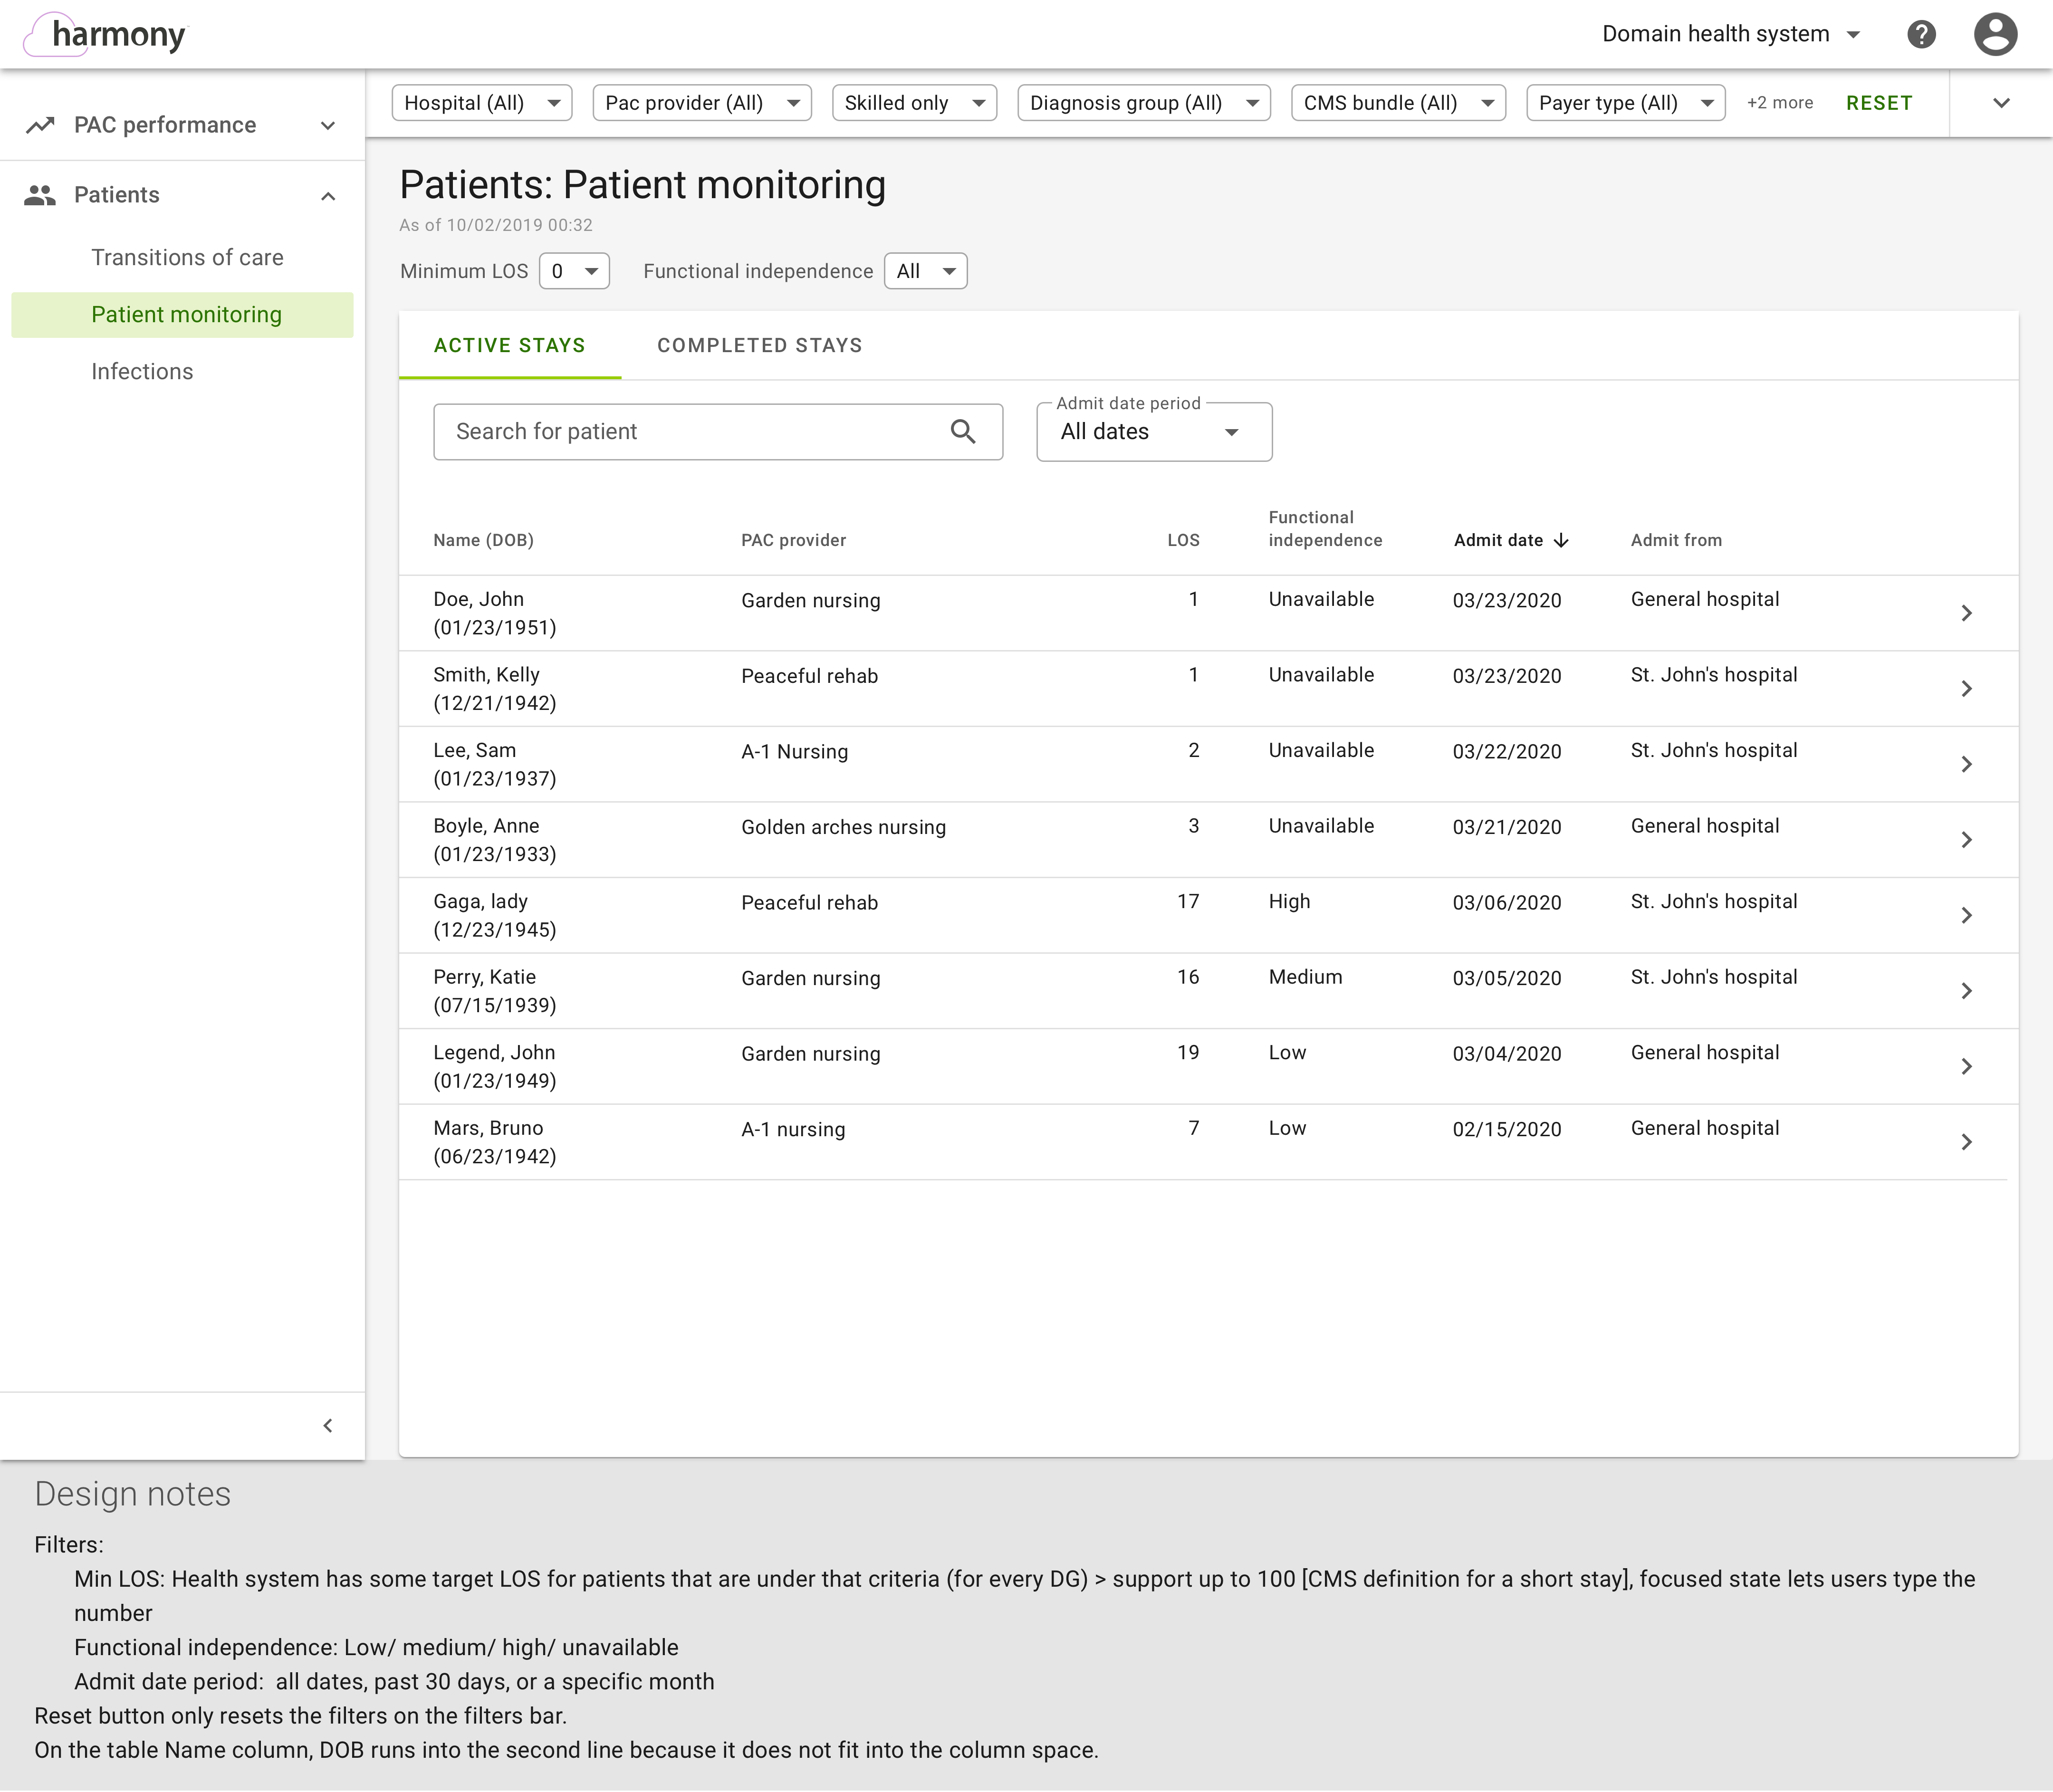 harmony
Domain health system
PAC performance
Patients
Transitions of care
Patient monitoring
Infections
Hospital (All)
Pac provider (All)
Skilled only
Diagnosis group (All)
CMS bundle (All)
Payer type (All)
+2 more
RESET
Patients: Patient monitoring
As of 10/02/2019 00:32
Minimum LOS 0 Functional independence All
ACTIVE STAYS COMPLETED STAYS
Search for patient
Admit date period
All dates
Name (DOB) PAC provider LOS Functional independence Admit date Admit from
Doe, John Garden nursing 1 Unavailable 03/23/2020 General hospital
(01/23/1951)
Smith, Kelly Peaceful rehab 1 Unavailable 03/23/2020 St. John's hospital
(12/21/1942)
Lee, Sam A-1 Nursing 2 Unavailable 03/22/2020 St. John's hospital
(01/23/1937)
Boyle, Anne Golden arches nursing 3 Unavailable 03/21/2020 General hospital
(01/23/1933)
Gaga, lady Peaceful rehab 17 High 03/06/2020 St. John's hospital
(12/23/1945)
Perry, Katie Garden nursing 16 Medium 03/05/2020 St. John's hospital
(07/15/1939)
Legend, John Garden nursing 19 Low 03/04/2020 General hospital
(01/23/1949)
Mars, Bruno A-1 nursing 7 Low 02/15/2020 General hospital
(06/23/1942)
Design notes
Filters:
Min LOS: Health system has some target LOS for patients that are under that criteria (for every DG) > support up to 100 [CMS definition for a short stay], focused state lets users type the
number
Functional independence: Low/ medium/ high/ unavailable
Admit date period:  all dates, past 30 days, or a specific month
Reset button only resets the filters on the filters bar.
On the table Name column, DOB runs into the second line because it does not fit into the column space.